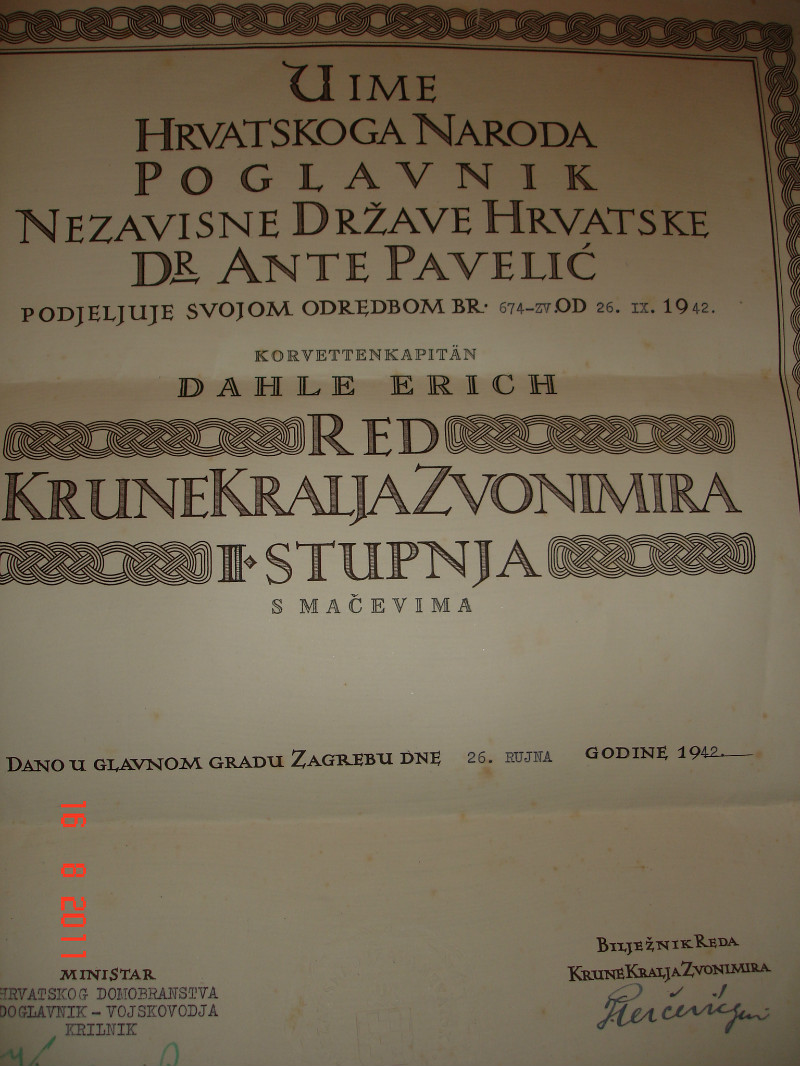 U IME
HRVATSKOGA NARODA
POGLAVNIK
NEZAVISNE DRŽAVE HRVATSKE
DR ANTE PAVELIĆ
PODJELJUJE SVOJOM ODREDBOM BR. 674-ZV. OD 26. IX. 1942.
KORVETTENKAPITÄN
DAHLE ERICH
RED
KRUNE KRALJA ZVONIMIRA
II. STUPNJA
S MAČEVIMA
DANO U GLAVNOM GRADU ZAGREBU DNE 26. RUJNA GODINE 1942.
16 8 2011
MINISTAR
HRVATSKOG DOMOBRANSTVA
DOGLAVNIK - VOJSKOVODJA
KRILNIK
BILJEŽNIK REDA
KRUNE KRALJA ZVONIMIRA